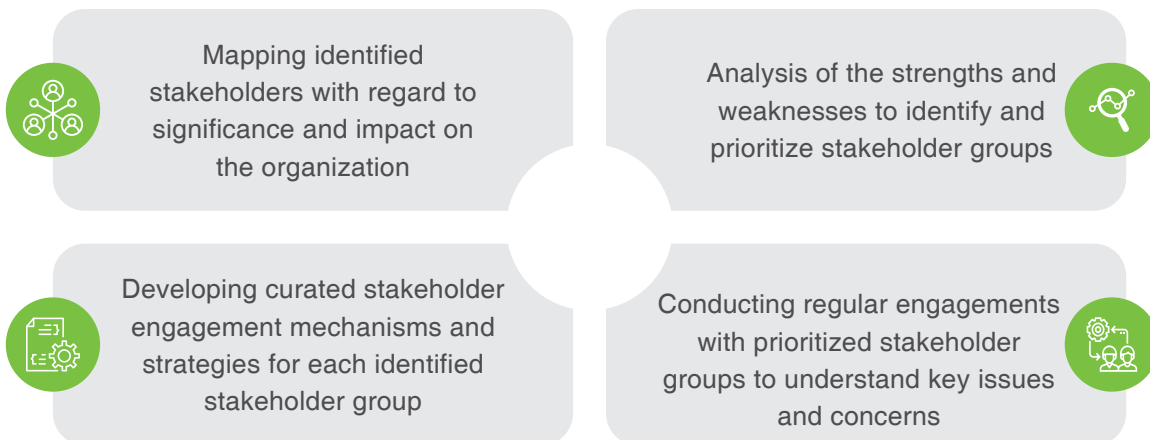 Mapping identified
stakeholders with regard to
significance and impact on
the organization
Analysis of the strengths and
weaknesses to identify and
prioritize stakeholder groups
Developing curated stakeholder
engagement mechanisms and
strategies for each identified
stakeholder group
Conducting regular engagements
with prioritized stakeholder
groups to understand key issues
and concerns